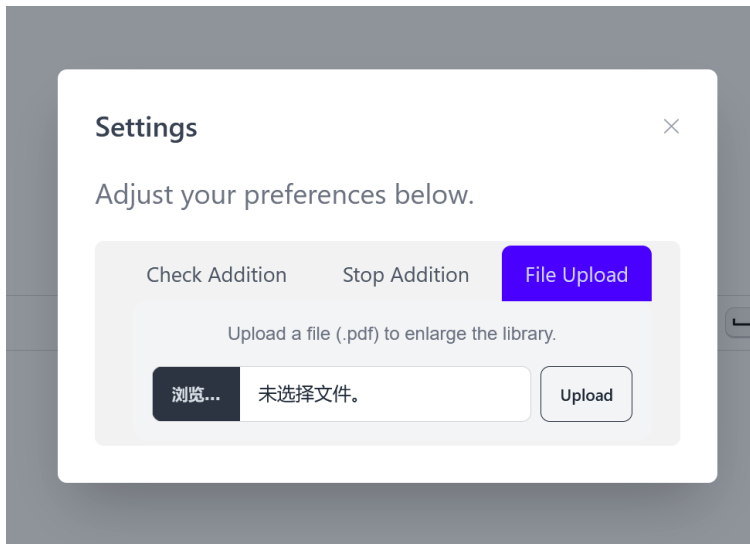 Settings
Adjust your preferences below.
Check Addition Stop Addition File Upload
Upload a file (.pdf) to enlarge the library.
浏览... 未选择文件。 Upload